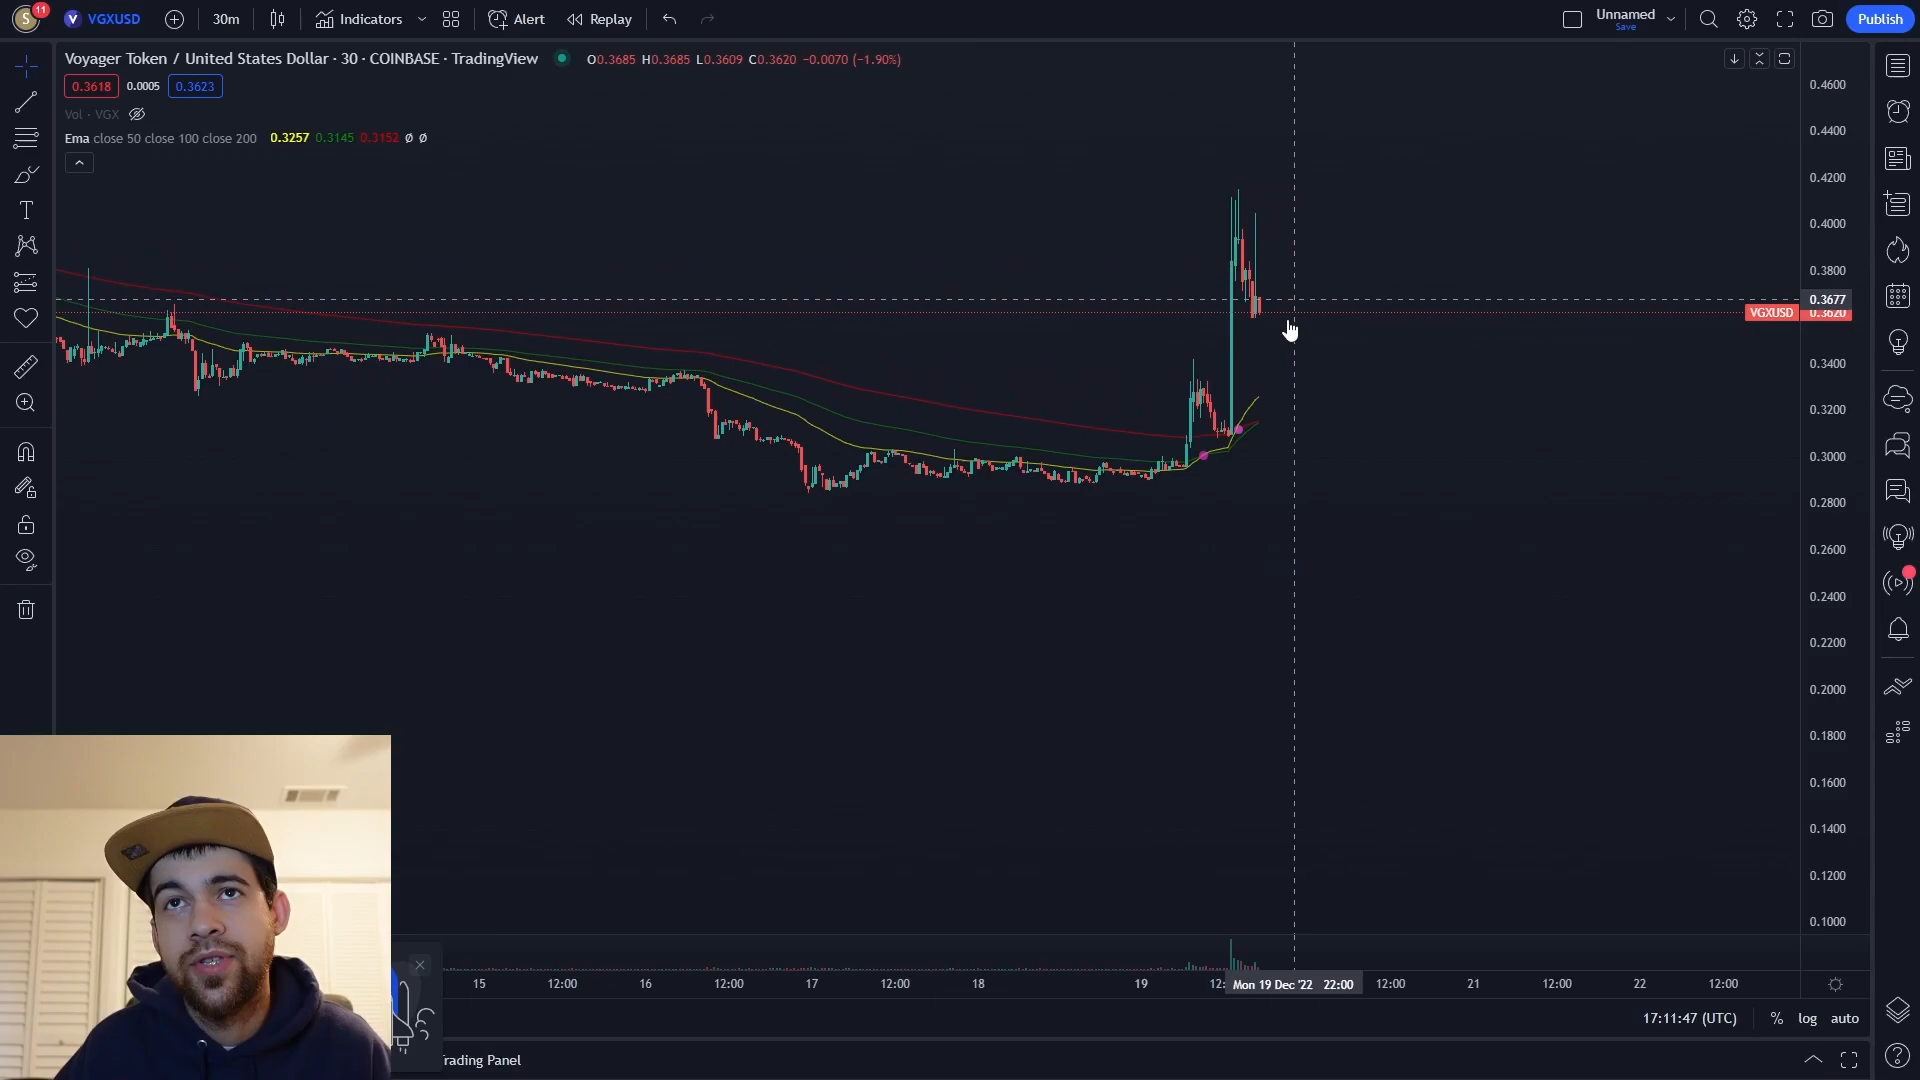 S 11 V VGXUSD 30m Indicators Alert Replay Unnamed Save Publish
Voyager Token / United States Dollar · 30 · COINBASE · TradingView O0.3685 H0.3685 L0.3609 C0.3620 −0.0070 (−1.90%)
0.3618 0.0005 0.3623
Vol · VGX
Ema close 50 close 100 close 200 0.3257 0.3145 0.3152 ø ø
0.4600
0.4400
0.4200
0.4000
0.3800
0.3677
VGXUSD 0.3620
0.3400
0.3200
0.3000
0.2800
0.2600
0.2400
0.2200
0.2000
0.1800
0.1600
0.1400
0.1200
0.1000
15 12:00 16 12:00 17 12:00 18 19 12: Mon 19 Dec '22 22:00 12:00 21 12:00 22 12:00
17:11:47 (UTC) % log auto
rading Panel